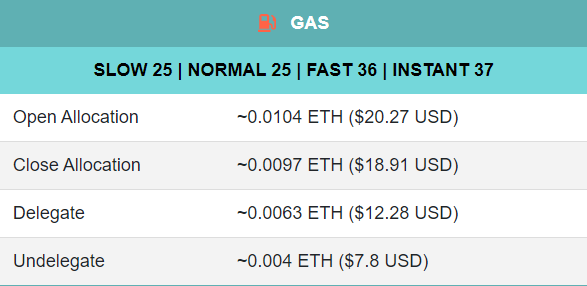 GAS
SLOW 25 | NORMAL 25 | FAST 36 | INSTANT 37
Open Allocation ~0.0104 ETH ($20.27 USD)
Close Allocation ~0.0097 ETH ($18.91 USD)
Delegate ~0.0063 ETH ($12.28 USD)
Undelegate ~0.004 ETH ($7.8 USD)